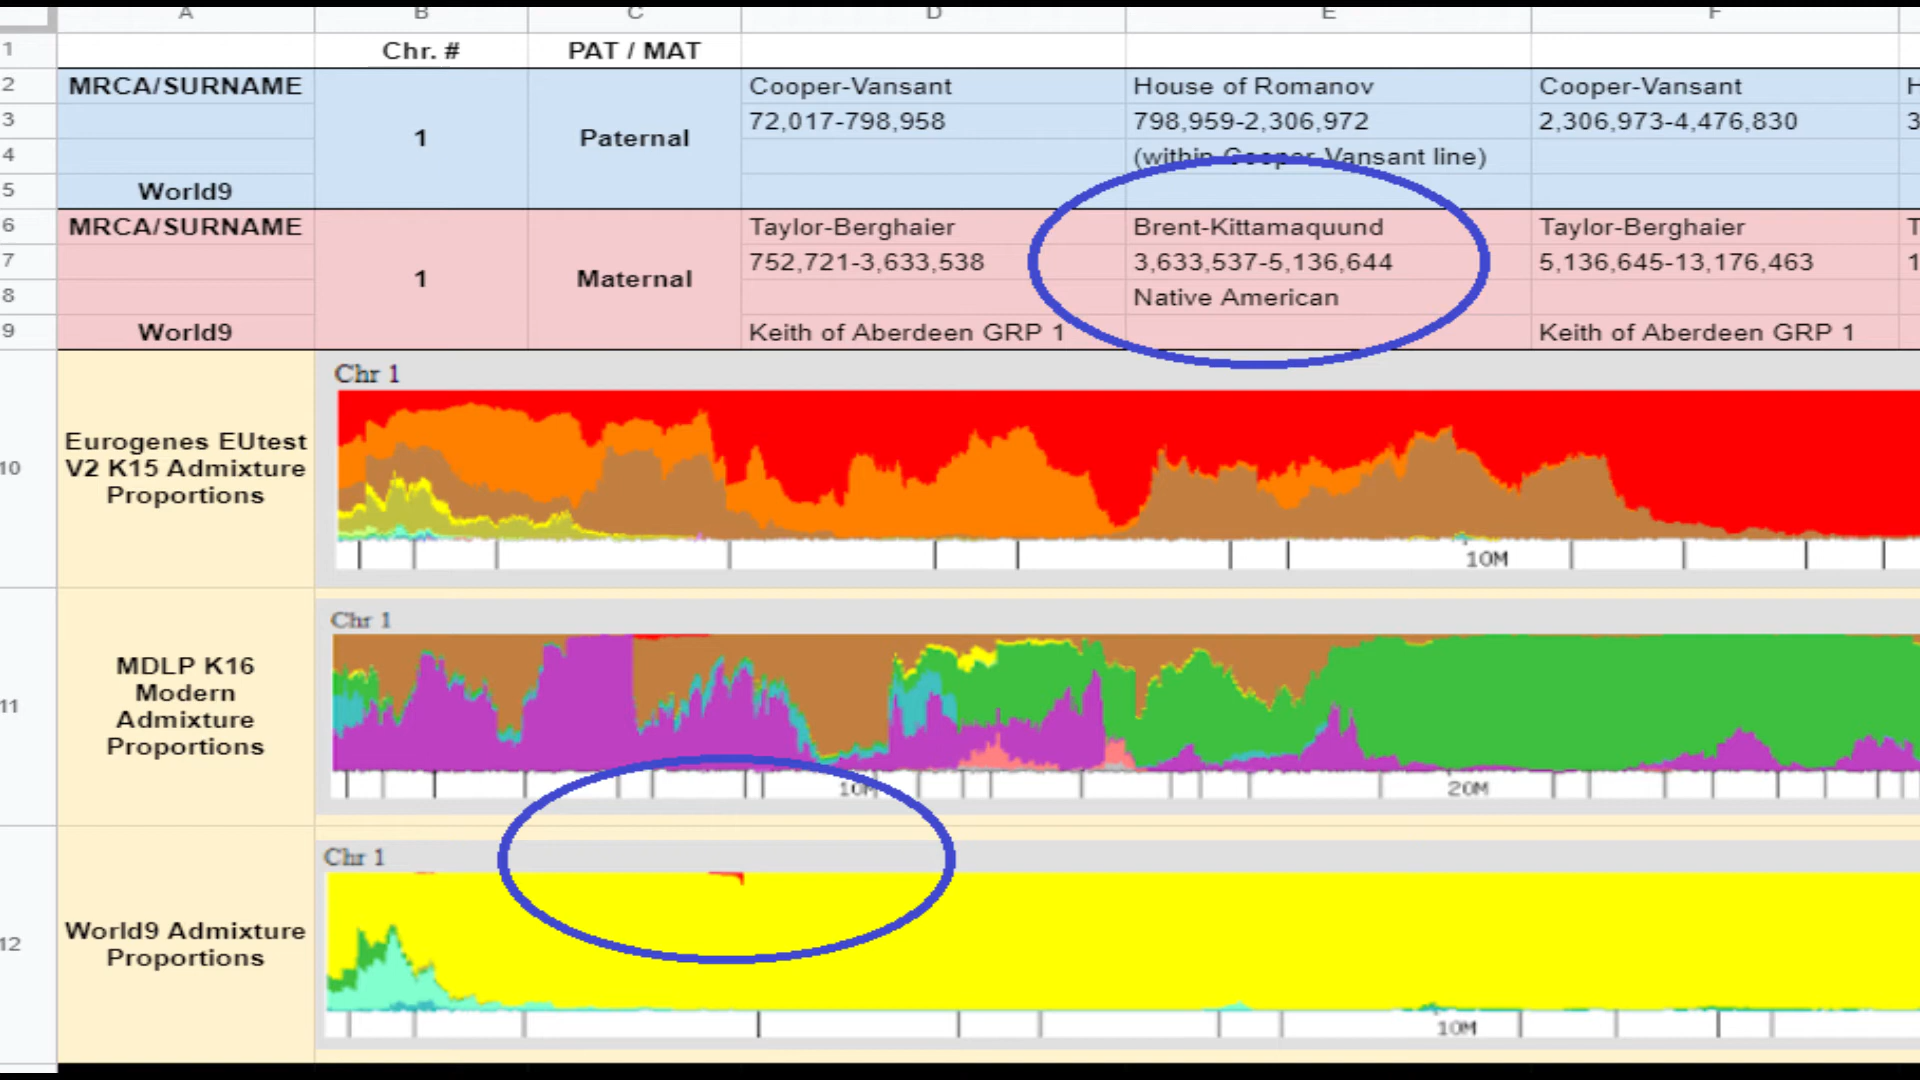 A B C D E F
1 Chr. # PAT / MAT
2 MRCA/SURNAME Cooper-Vansant House of Romanov Cooper-Vansant H
3 72,017-798,958 798,959-2,306,972 2,306,973-4,476,830 3
1 Paternal
4 (within Cooper-Vansant line)
5 World9
6 MRCA/SURNAME Taylor-Berghaier Brent-Kittamaquund Taylor-Berghaier T
7 752,721-3,633,538 3,633,537-5,136,644 5,136,645-13,176,463 1
1 Maternal
8 Native American
9 World9 Keith of Aberdeen GRP 1 Keith of Aberdeen GRP 1
Chr 1
Eurogenes EUtest
10 V2 K15 Admixture
Proportions
10M
Chr 1
MDLP K16
Modern
11
Admixture
Proportions
10M 20M
Chr 1
World9 Admixture
12
Proportions
10M